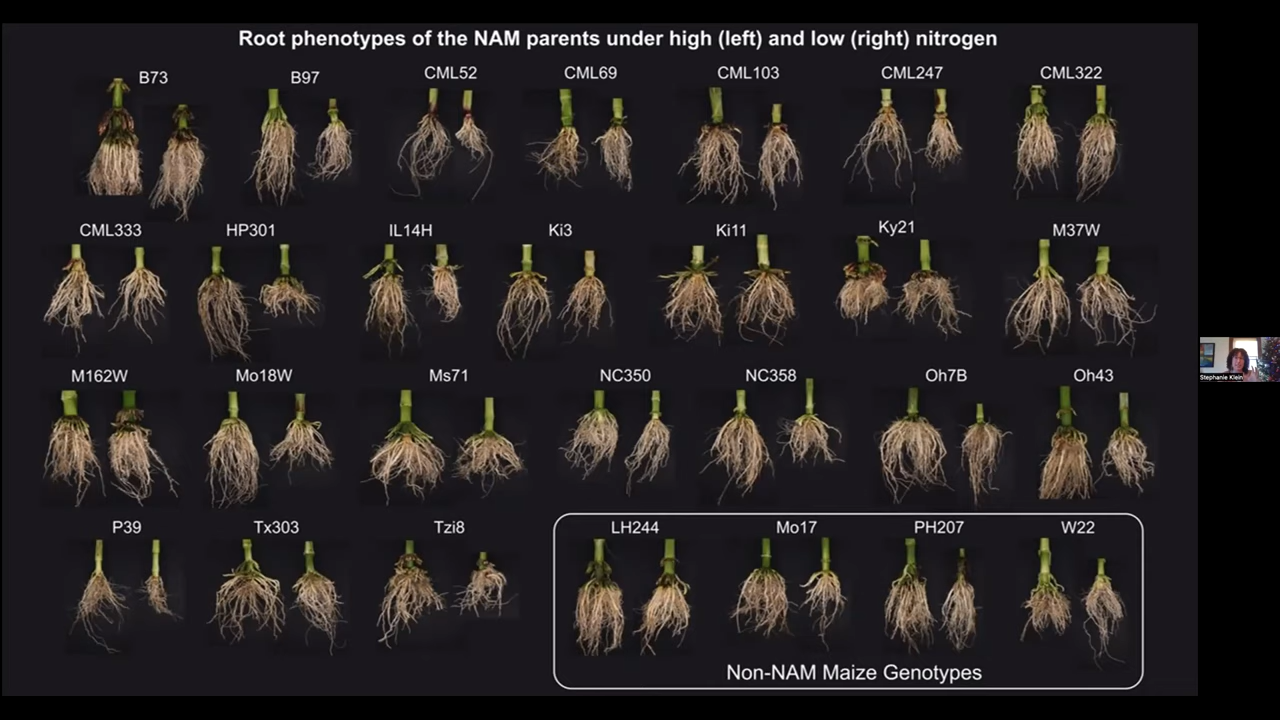 Root phenotypes of the NAM parents under high (left) and low (right) nitrogen
B73
B97
CML52
CML69
CML103
CML247
CML322
CML333
HP301
IL14H
Ki3
Ki11
Ky21
M37W
M162W
Mo18W
Ms71
NC350
NC358
Oh7B
Oh43
P39
Tx303
Tzi8
LH244
Mo17
PH207
W22
Non-NAM Maize Genotypes
Stephanie Klein